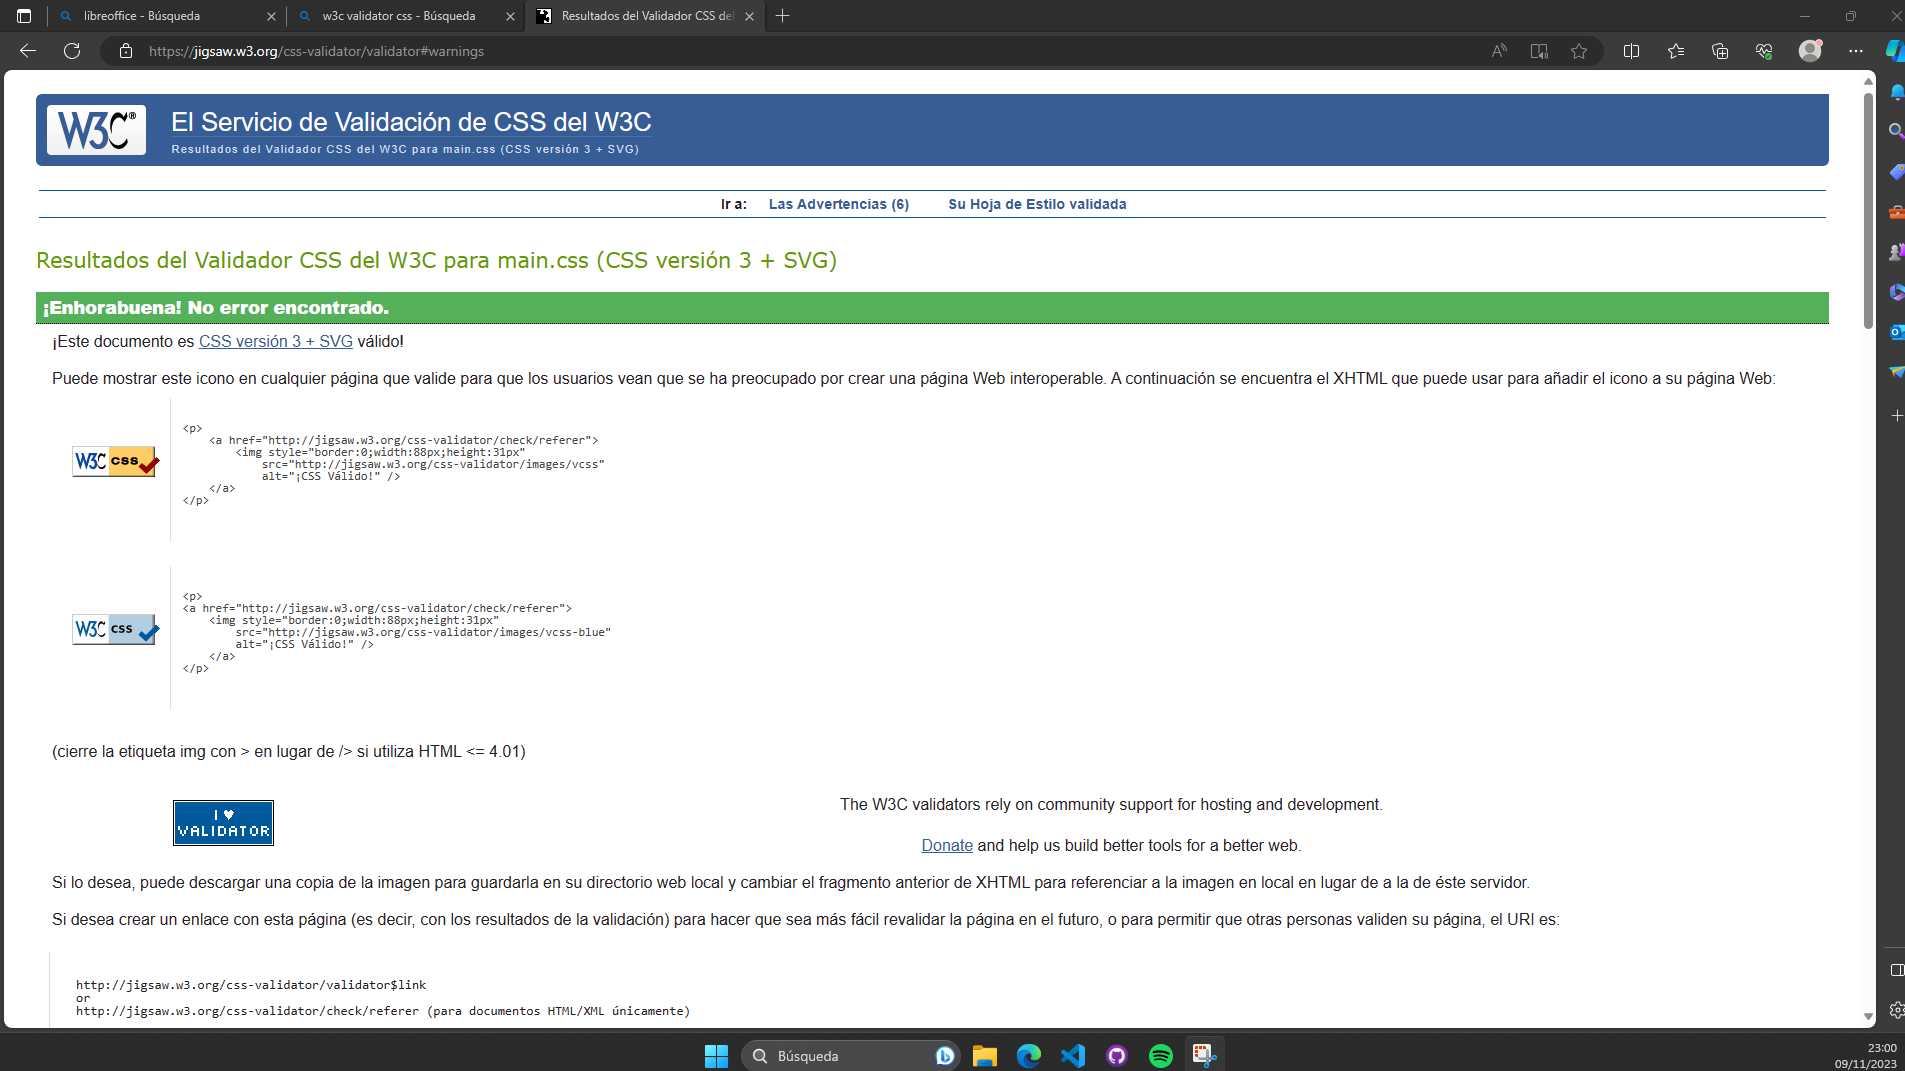 libreoffice - Búsqueda
w3c validator css - Búsqueda
Resultados del Validador CSS del
https://jigsaw.w3.org/css-validator/validator#warnings
W3C®
El Servicio de Validación de CSS del W3C
Resultados del Validador CSS del W3C para main.css (CSS versión 3 + SVG)
Ir a: Las Advertencias (6) Su Hoja de Estilo validada
Resultados del Validador CSS del W3C para main.css (CSS versión 3 + SVG)
¡Enhorabuena! No error encontrado.
¡Este documento es CSS versión 3 + SVG válido!
Puede mostrar este icono en cualquier página que valide para que los usuarios vean que se ha preocupado por crear una página Web interoperable. A continuación se encuentra el XHTML que puede usar para añadir el icono a su página Web:
W3C css
<p>
<a href="http://jigsaw.w3.org/css-validator/check/referer">
<img style="border:0;width:88px;height:31px"
src="http://jigsaw.w3.org/css-validator/images/vcss"
alt="¡CSS Válido!" />
</a>
</p>
W3C css
<p>
<a href="http://jigsaw.w3.org/css-validator/check/referer">
<img style="border:0;width:88px;height:31px"
src="http://jigsaw.w3.org/css-validator/images/vcss-blue"
alt="¡CSS Válido!" />
</a>
</p>
(cierre la etiqueta img con > en lugar de /> si utiliza HTML <= 4.01)
I ♥
VALIDATOR
The W3C validators rely on community support for hosting and development.
Donate and help us build better tools for a better web.
Si lo desea, puede descargar una copia de la imagen para guardarla en su directorio web local y cambiar el fragmento anterior de XHTML para referenciar a la imagen en local en lugar de a la de éste servidor.
Si desea crear un enlace con esta página (es decir, con los resultados de la validación) para hacer que sea más fácil revalidar la página en el futuro, o para permitir que otras personas validen su página, el URI es:
http://jigsaw.w3.org/css-validator/validator$link
or
http://jigsaw.w3.org/css-validator/check/referer (para documentos HTML/XML únicamente)
Búsqueda
23:00
09/11/2023